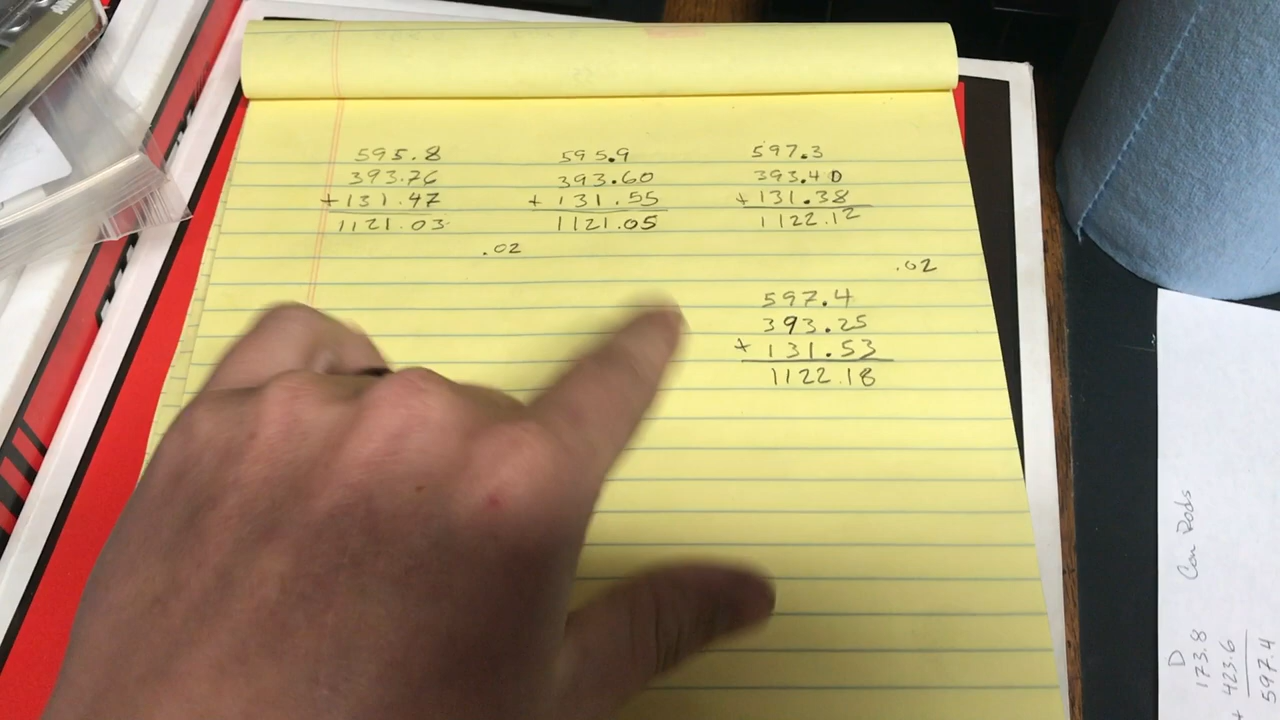 595.8 595.9 597.3
393.76 393.60 393.40
+131.47 +131.55 +131.38
1121.03 1121.05 1122.12
.02
.02
597.4
393.25
+131.53
1122.18
Con Rods
D
173.8
+423.6
597.4